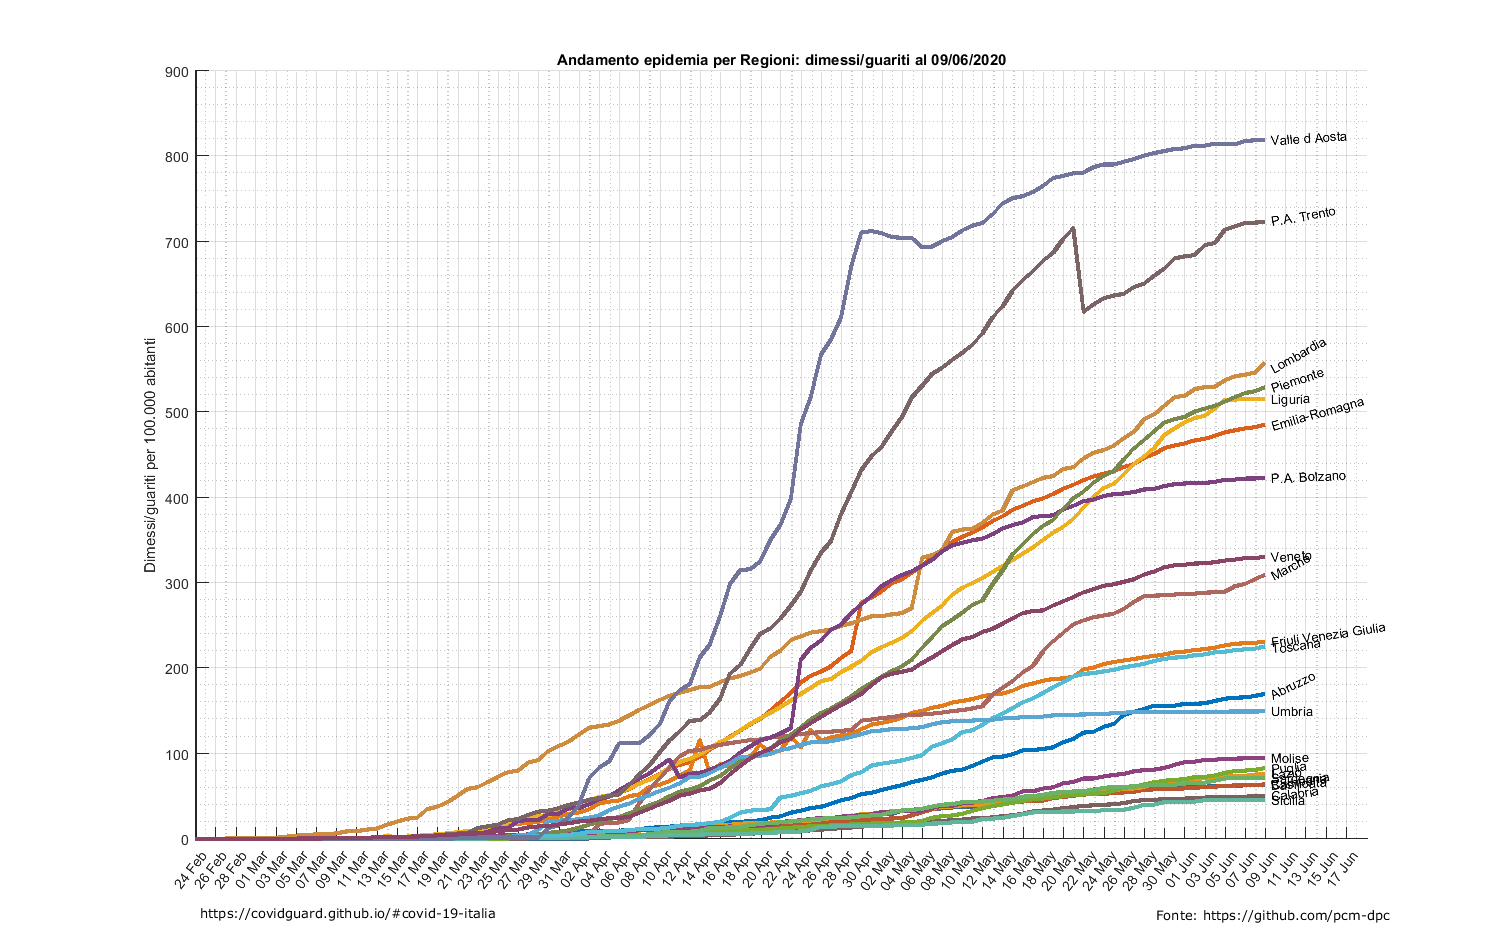 Andamento epidemia per Regioni: dimessi/guariti al 09/06/2020
Dimessi/guariti per 100.000 abitanti
900
800
700
600
500
400
300
200
100
0
Valle d Aosta
P.A. Trento
Lombardia
Piemonte
Liguria
Emilia-Romagna
P.A. Bolzano
Veneto
Marche
Friuli Venezia Giulia
Toscana
Abruzzo
Umbria
Molise
Puglia
Lazio
Basilicata
Calabria
Sicilia
24 Feb
26 Feb
28 Feb
01 Mar
03 Mar
05 Mar
07 Mar
09 Mar
11 Mar
13 Mar
15 Mar
17 Mar
19 Mar
21 Mar
23 Mar
25 Mar
27 Mar
29 Mar
31 Mar
02 Apr
04 Apr
06 Apr
08 Apr
10 Apr
12 Apr
14 Apr
16 Apr
18 Apr
20 Apr
22 Apr
24 Apr
26 Apr
28 Apr
30 Apr
02 May
04 May
06 May
08 May
10 May
12 May
14 May
16 May
18 May
20 May
22 May
24 May
26 May
28 May
30 May
01 Jun
03 Jun
05 Jun
07 Jun
09 Jun
11 Jun
13 Jun
15 Jun
17 Jun
https://covidguard.github.io/#covid-19-italia
Fonte: https://github.com/pcm-dpc